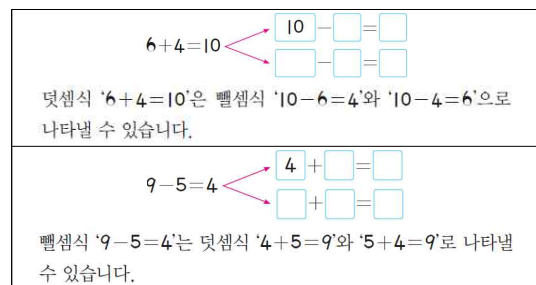 6+4=10
10-□=□
□-□=□
덧셈식 '6+4=10'은 뺄셈식 '10-6=4'와 '10-4=6'으로
나타낼 수 있습니다.
9-5=4
4+□=□
□+□=□
뺄셈식 '9-5=4'는 덧셈식 '4+5=9'와 '5+4=9'로 나타낼
수 있습니다.